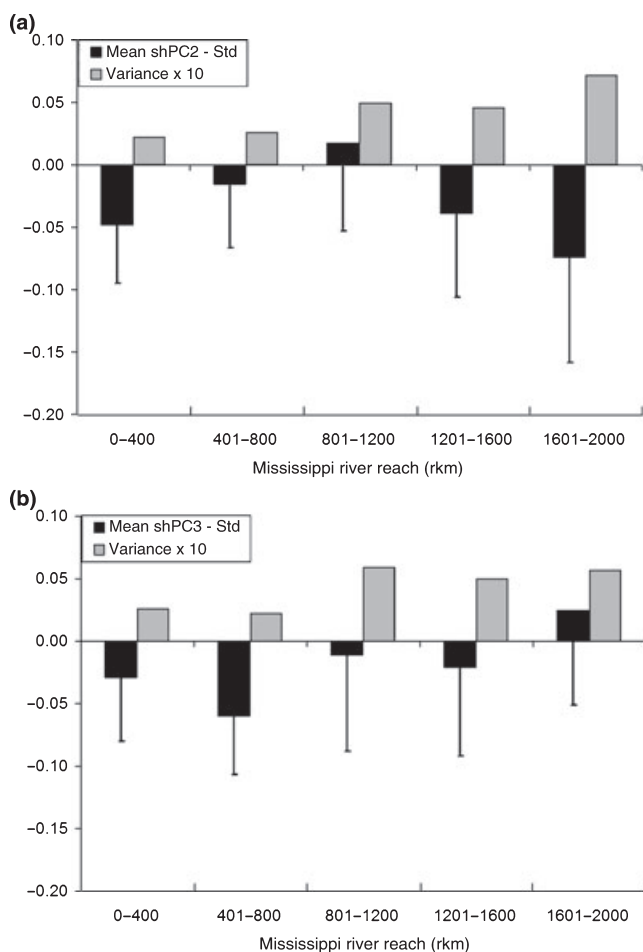 (a)
0.10
Mean shPC2 - Std
Variance x 10
0.05
0.00
−0.05
−0.10
−0.15
−0.20
0–400 401–800 801–1200 1201–1600 1601–2000
Mississippi river reach (rkm)
(b)
0.10
Mean shPC3 - Std
Variance x 10
0.05
0.00
−0.05
−0.10
−0.15
−0.20
0–400 401–800 801–1200 1201–1600 1601–2000
Mississippi river reach (rkm)